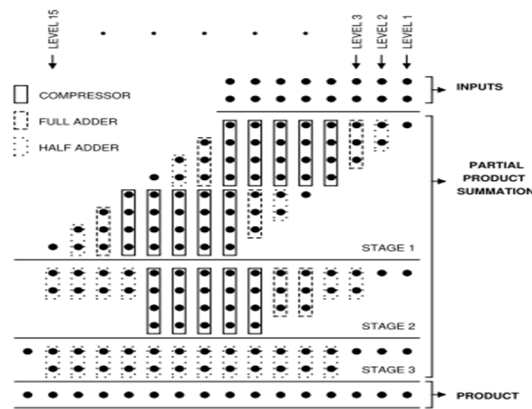 LEVEL 15
LEVEL 3
LEVEL 2
LEVEL 1
INPUTS
COMPRESSOR
FULL ADDER
HALF ADDER
PARTIAL
PRODUCT
SUMMATION
STAGE 1
STAGE 2
STAGE 3
PRODUCT